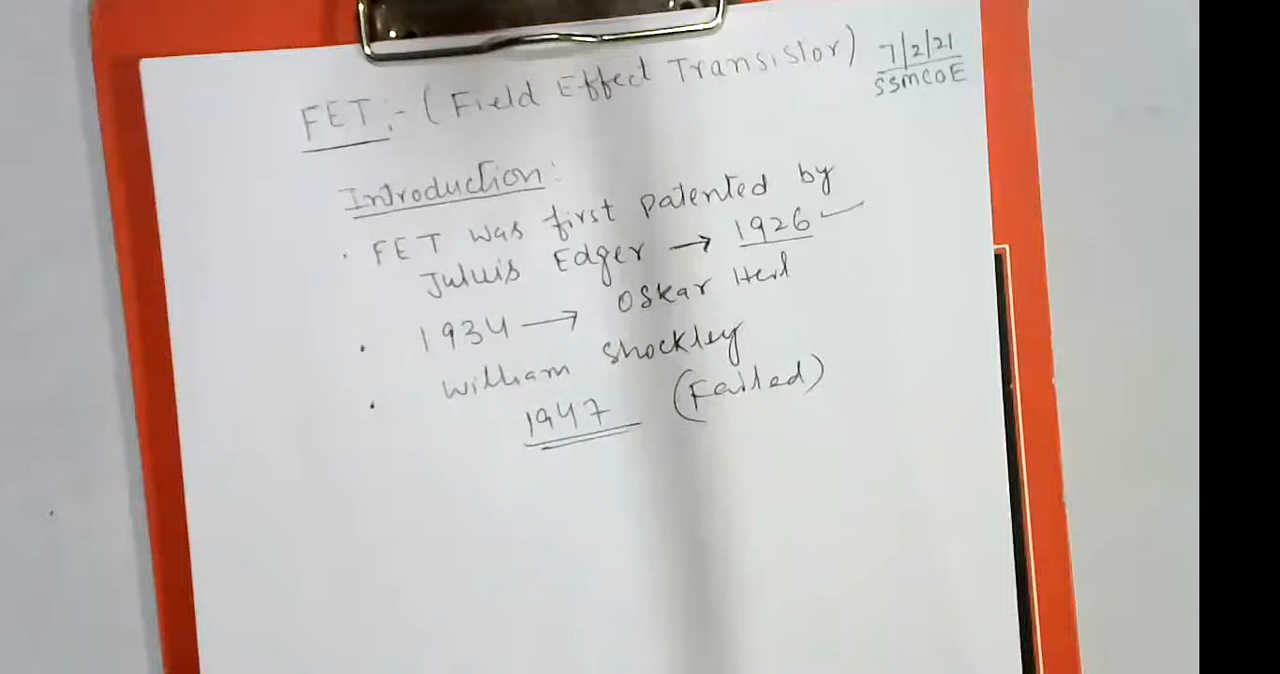 FET :- (Field Effect Transistor)
7/2/21
SSMCOE
Introduction:
. FET was first patented by
Juluis Edger → 1926
. 1934 → Oskar Heil
. William Shockley
1947 (Failed)